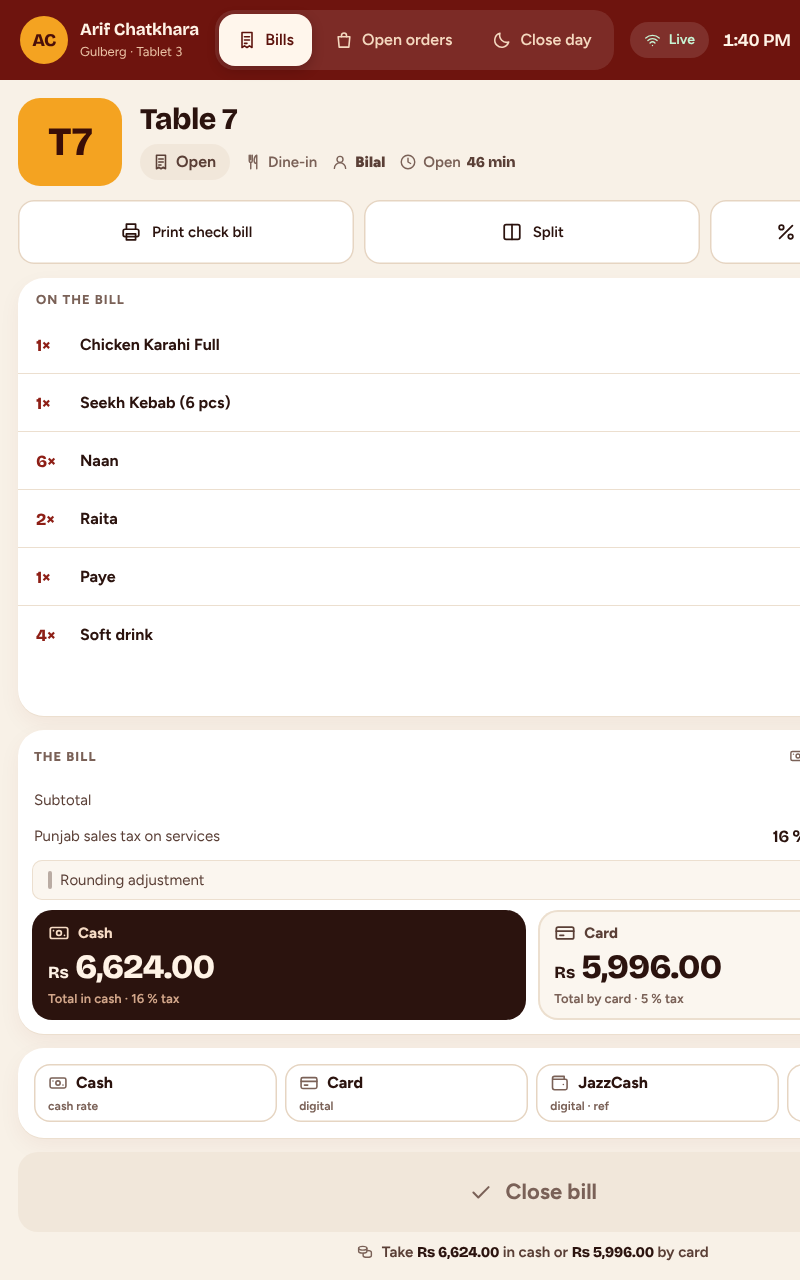 AC
Arif Chatkhara
Gulberg · Tablet 3
Bills
Open orders
Close day
Live
1:40 PM
T7
Table 7
Open
Dine-in
Bilal
Open 46 min
Print check bill
Split
%
ON THE BILL
1× Chicken Karahi Full
1× Seekh Kebab (6 pcs)
6× Naan
2× Raita
1× Paye
4× Soft drink
THE BILL
Subtotal
Punjab sales tax on services 16 %
Rounding adjustment
Cash
Rs 6,624.00
Total in cash · 16 % tax
Card
Rs 5,996.00
Total by card · 5 % tax
Cash
cash rate
Card
digital
JazzCash
digital · ref
Close bill
Take Rs 6,624.00 in cash or Rs 5,996.00 by card